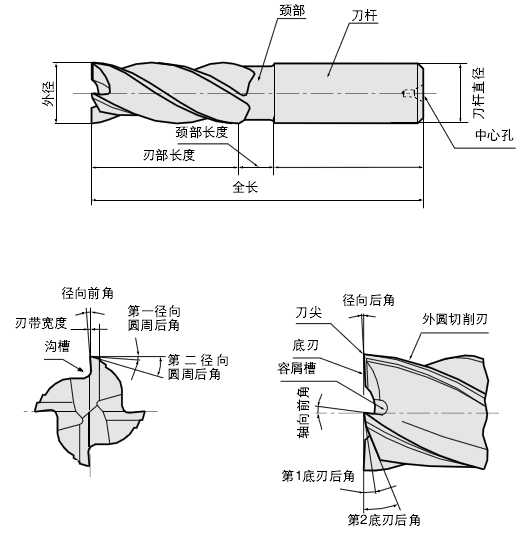 颈部
刀杆
外径
刀杆直径
颈部长度
中心孔
刃部长度
全长
径向前角
刃带宽度
第一径向
圆周后角
沟槽
第二径向
圆周后角
径向后角
刀尖
外圆切削刃
底刃
容屑槽
轴向前角
第1底刃后角
第2底刃后角